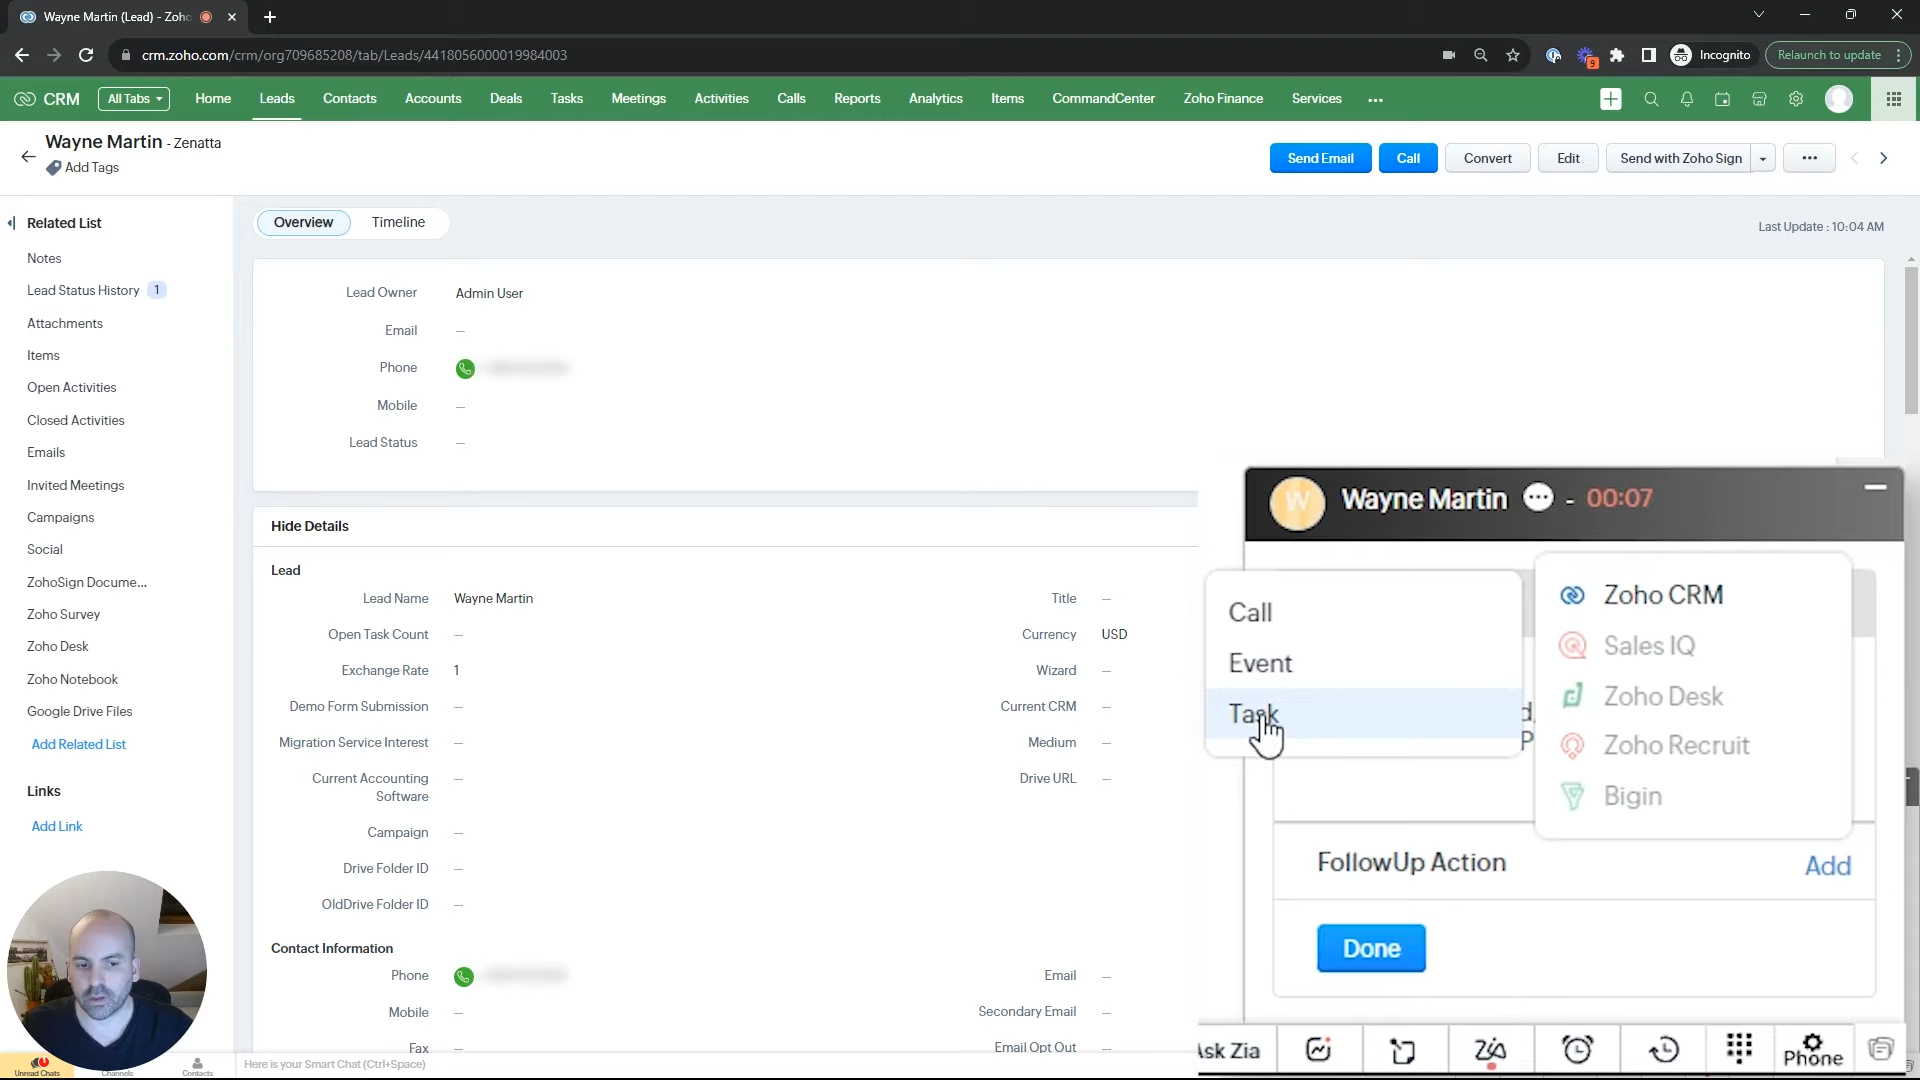 Wayne Martin (Lead) - Zoho
crm.zoho.com/crm/org709685208/tab/Leads/4418056000019984003
9
Incognito
Relaunch to update
CRM
All Tabs
Home
Leads
Contacts
Accounts
Deals
Tasks
Meetings
Activities
Calls
Reports
Analytics
Items
CommandCenter
Zoho Finance
Services
Wayne Martin - Zenatta
Add Tags
Send Email
Call
Convert
Edit
Send with Zoho Sign
Related List
Notes
Lead Status History 1
Attachments
Items
Open Activities
Closed Activities
Emails
Invited Meetings
Campaigns
Social
ZohoSign Docume...
Zoho Survey
Zoho Desk
Zoho Notebook
Google Drive Files
Add Related List
Links
Add Link
Overview
Timeline
Last Update : 10:04 AM
Lead Owner Admin User
Email —
Phone
Mobile —
Lead Status —
Hide Details
Lead
Lead Name Wayne Martin
Title —
Open Task Count —
Currency USD
Exchange Rate 1
Wizard —
Demo Form Submission —
Current CRM —
Migration Service Interest —
Medium —
Current Accounting
Software —
Drive URL —
Campaign —
Drive Folder ID —
OldDrive Folder ID —
Contact Information
Phone
Email —
Mobile —
Secondary Email —
Fax —
Email Opt Out —
W Wayne Martin - 00:07
Call
Event
Task
Zoho CRM
Sales IQ
Zoho Desk
Zoho Recruit
Bigin
FollowUp Action
Add
Done
Ask Zia
Phone
Unread Chats
Channels
Contacts
Here is your Smart Chat (Ctrl+Space)